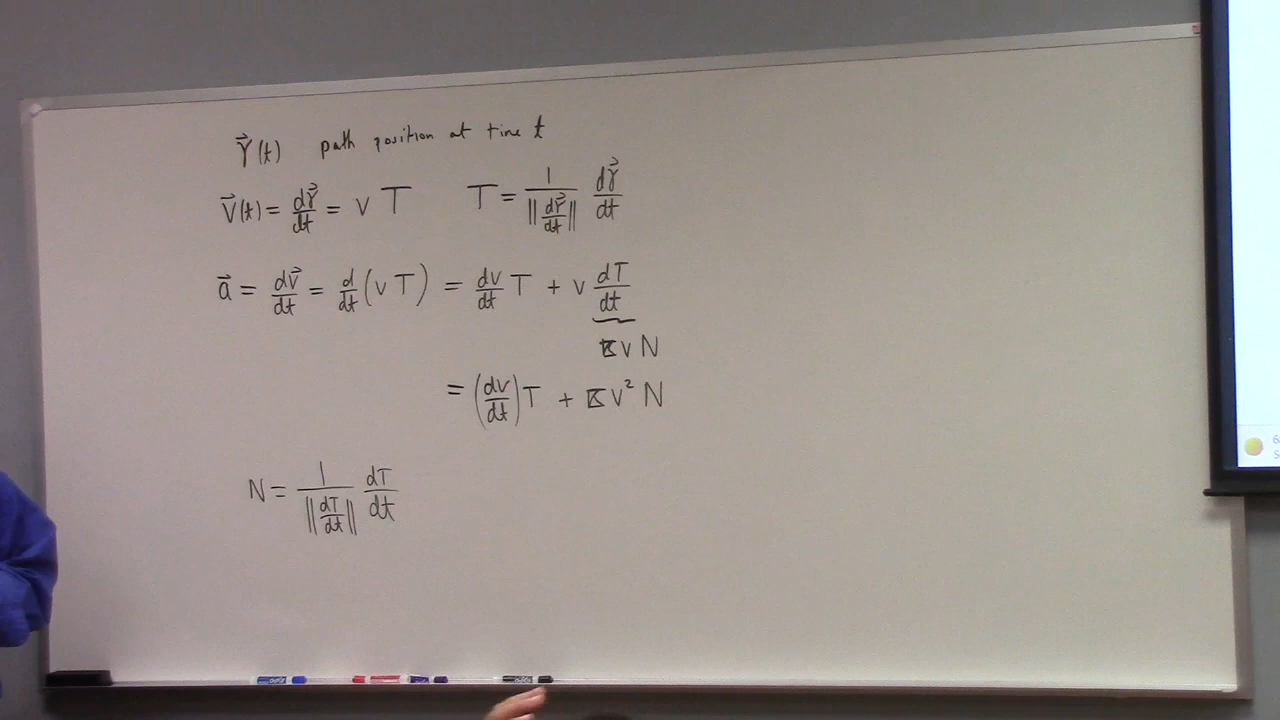 γ⃗(t) path position at time t
v⃗(t) = dγ⃗/dt = v T T = 1/‖dγ⃗/dt‖ dγ⃗/dt
a⃗ = dv⃗/dt = d/dt (v T) = dv/dt T + v dT/dt
κ v N
= (dv/dt) T + κ v² N
N = 1/‖dT/dt‖ dT/dt